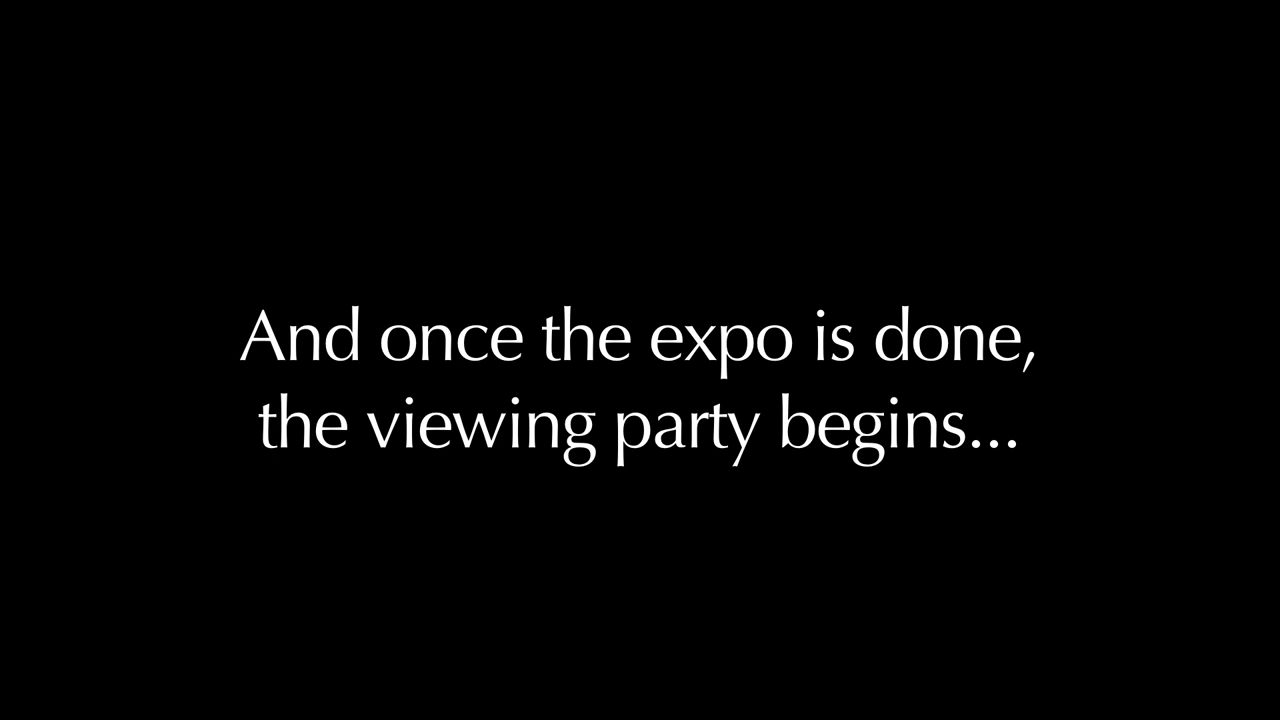 And once the expo is done,
the viewing party begins...